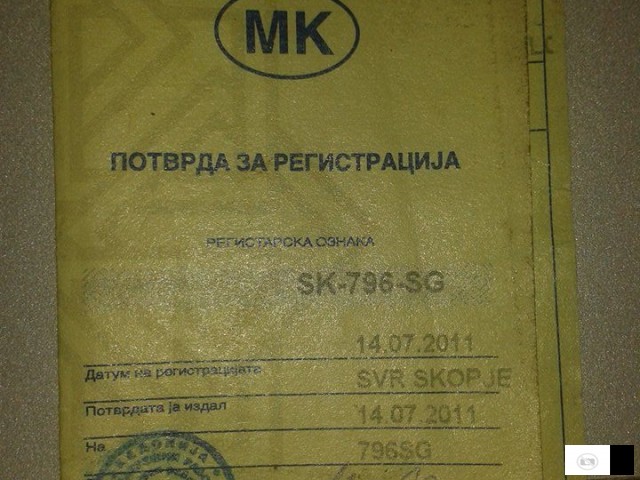 MK
ПОТВРДА ЗА РЕГИСТРАЦИЈА
РЕГИСТАРСКА ОЗНАКА
SK-796-SG
14.07.2011
Датум на регистрацијата
SVR SKOPJE
Потврдата ја издал
14.07.2011
На
796SG